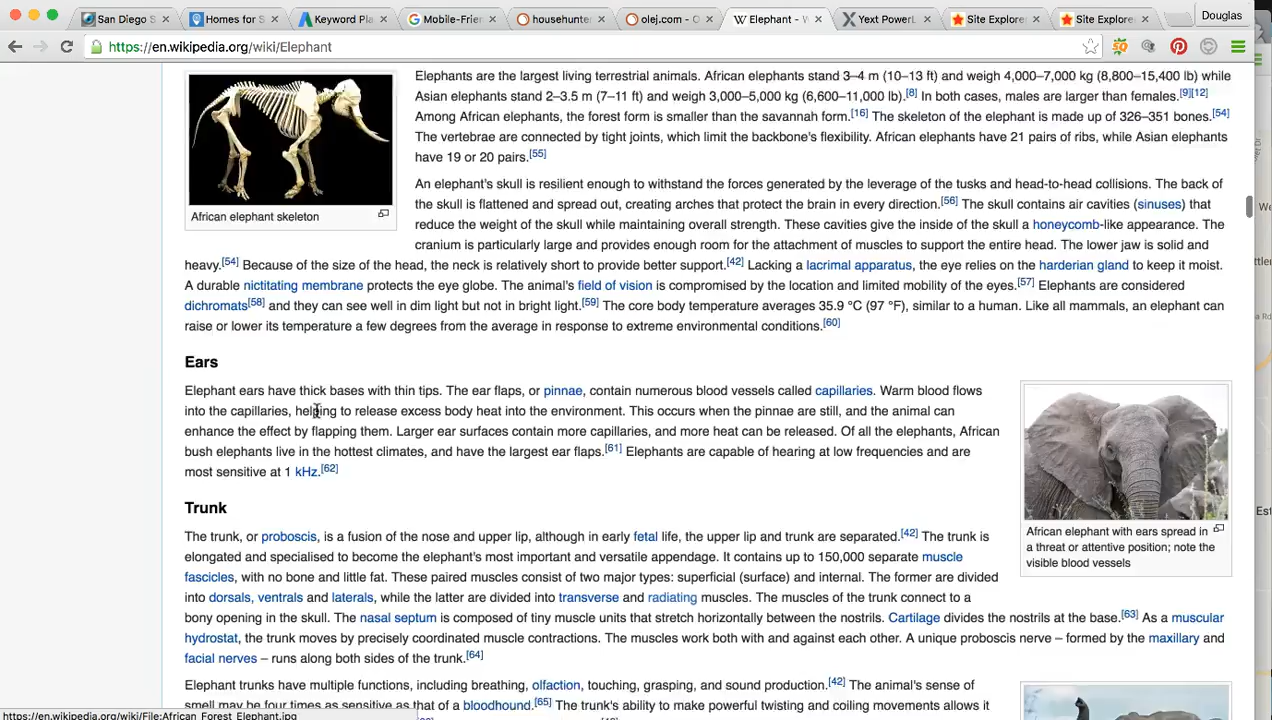 San Diego S
Homes for S
Keyword Pla
Mobile-Frien
househunter
olej.com - O
Elephant - W
Yext PowerL
Site Explore
Site Explore
Douglas
https://en.wikipedia.org/wiki/Elephant
Elephants are the largest living terrestrial animals. African elephants stand 3–4 m (10–13 ft) and weigh 4,000–7,000 kg (8,800–15,400 lb) while
Asian elephants stand 2–3.5 m (7–11 ft) and weigh 3,000–5,000 kg (6,600–11,000 lb).[8] In both cases, males are larger than females.[9][12]
Among African elephants, the forest form is smaller than the savannah form.[16] The skeleton of the elephant is made up of 326–351 bones.[54]
The vertebrae are connected by tight joints, which limit the backbone's flexibility. African elephants have 21 pairs of ribs, while Asian elephants
have 19 or 20 pairs.[55]
African elephant skeleton
An elephant's skull is resilient enough to withstand the forces generated by the leverage of the tusks and head-to-head collisions. The back of
the skull is flattened and spread out, creating arches that protect the brain in every direction.[56] The skull contains air cavities (sinuses) that
reduce the weight of the skull while maintaining overall strength. These cavities give the inside of the skull a honeycomb-like appearance. The
cranium is particularly large and provides enough room for the attachment of muscles to support the entire head. The lower jaw is solid and
heavy.[54] Because of the size of the head, the neck is relatively short to provide better support.[42] Lacking a lacrimal apparatus, the eye relies on the harderian gland to keep it moist.
A durable nictitating membrane protects the eye globe. The animal's field of vision is compromised by the location and limited mobility of the eyes.[57] Elephants are considered
dichromats[58] and they can see well in dim light but not in bright light.[59] The core body temperature averages 35.9 °C (97 °F), similar to a human. Like all mammals, an elephant can
raise or lower its temperature a few degrees from the average in response to extreme environmental conditions.[60]
Ears
Elephant ears have thick bases with thin tips. The ear flaps, or pinnae, contain numerous blood vessels called capillaries. Warm blood flows
into the capillaries, helping to release excess body heat into the environment. This occurs when the pinnae are still, and the animal can
enhance the effect by flapping them. Larger ear surfaces contain more capillaries, and more heat can be released. Of all the elephants, African
bush elephants live in the hottest climates, and have the largest ear flaps.[61] Elephants are capable of hearing at low frequencies and are
most sensitive at 1 kHz.[62]
African elephant with ears spread in
a threat or attentive position; note the
visible blood vessels
Trunk
The trunk, or proboscis, is a fusion of the nose and upper lip, although in early fetal life, the upper lip and trunk are separated.[42] The trunk is
elongated and specialised to become the elephant's most important and versatile appendage. It contains up to 150,000 separate muscle
fascicles, with no bone and little fat. These paired muscles consist of two major types: superficial (surface) and internal. The former are divided
into dorsals, ventrals and laterals, while the latter are divided into transverse and radiating muscles. The muscles of the trunk connect to a
bony opening in the skull. The nasal septum is composed of tiny muscle units that stretch horizontally between the nostrils. Cartilage divides the nostrils at the base.[63] As a muscular
hydrostat, the trunk moves by precisely coordinated muscle contractions. The muscles work both with and against each other. A unique proboscis nerve – formed by the maxillary and
facial nerves – runs along both sides of the trunk.[64]
Elephant trunks have multiple functions, including breathing, olfaction, touching, grasping, and sound production.[42] The animal's sense of
smell may be four times as sensitive as that of a bloodhound.[65] The trunk's ability to make powerful twisting and coiling movements allows it
https://en.wikipedia.org/wiki/File:African_Forest_Elephant.jpg